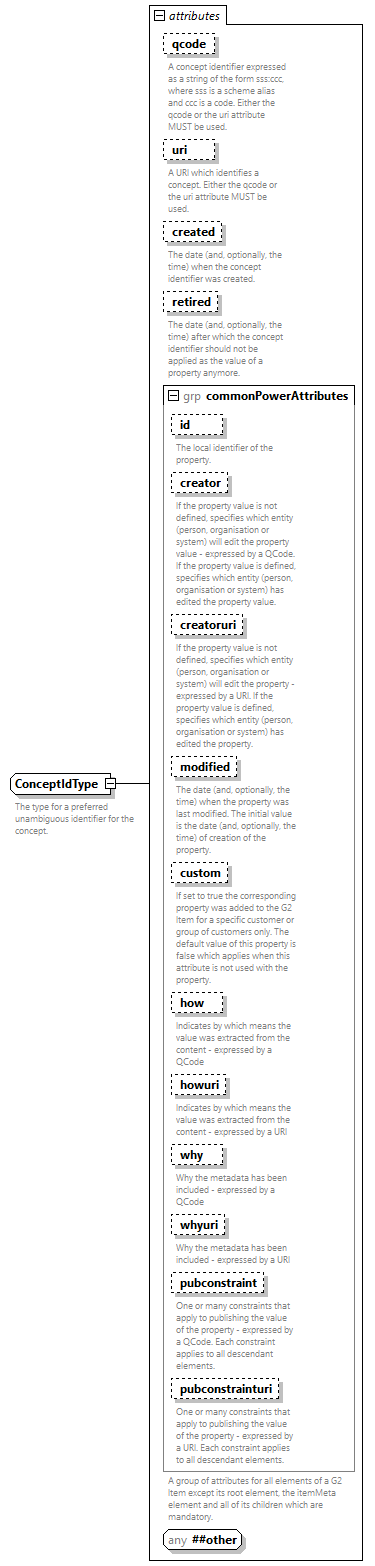 attributes
qcode
A concept identifier expressed
as a string of the form sss:ccc,
where sss is a scheme alias
and ccc is a code. Either the
qcode or the uri attribute
MUST be used.
uri
A URI which identifies a
concept. Either the qcode or
the uri attribute MUST be
used.
created
The date (and, optionally, the
time) when the concept
identifier was created.
retired
The date (and, optionally, the
time) after which the concept
identifier should not be
applied as the value of a
property anymore.
grp commonPowerAttributes
id
The local identifier of the
property.
creator
If the property value is not
defined, specifies which entity
(person, organisation or
system) will edit the property
value - expressed by a QCode.
If the property value is defined,
specifies which entity (person,
organisation or system) has
edited the property value.
creatoruri
If the property value is not
defined, specifies which entity
(person, organisation or
system) will edit the property -
expressed by a URI. If the
property value is defined,
specifies which entity (person,
organisation or system) has
edited the property.
modified
The date (and, optionally, the
time) when the property was
last modified. The initial value
is the date (and, optionally, the
time) of creation of the
property.
ConceptIdType
The type for a preferred
unambiguous identifier for the
concept.
custom
If set to true the corresponding
property was added to the G2
Item for a specific customer or
group of customers only. The
default value of this property is
false which applies when this
attribute is not used with the
property.
how
Indicates by which means the
value was extracted from the
content - expressed by a
QCode
howuri
Indicates by which means the
value was extracted from the
content - expressed by a URI
why
Why the metadata has been
included - expressed by a
QCode
whyuri
Why the metadata has been
included - expressed by a URI
pubconstraint
One or many constraints that
apply to publishing the value
of the property - expressed by
a QCode. Each constraint
applies to all descendant
elements.
pubconstrainturi
One or many constraints that
apply to publishing the value
of the property - expressed by
a URI. Each constraint applies
to all descendant elements.
A group of attributes for all elements of a G2
Item except its root element, the itemMeta
element and all of its children which are
mandatory.
any ##other